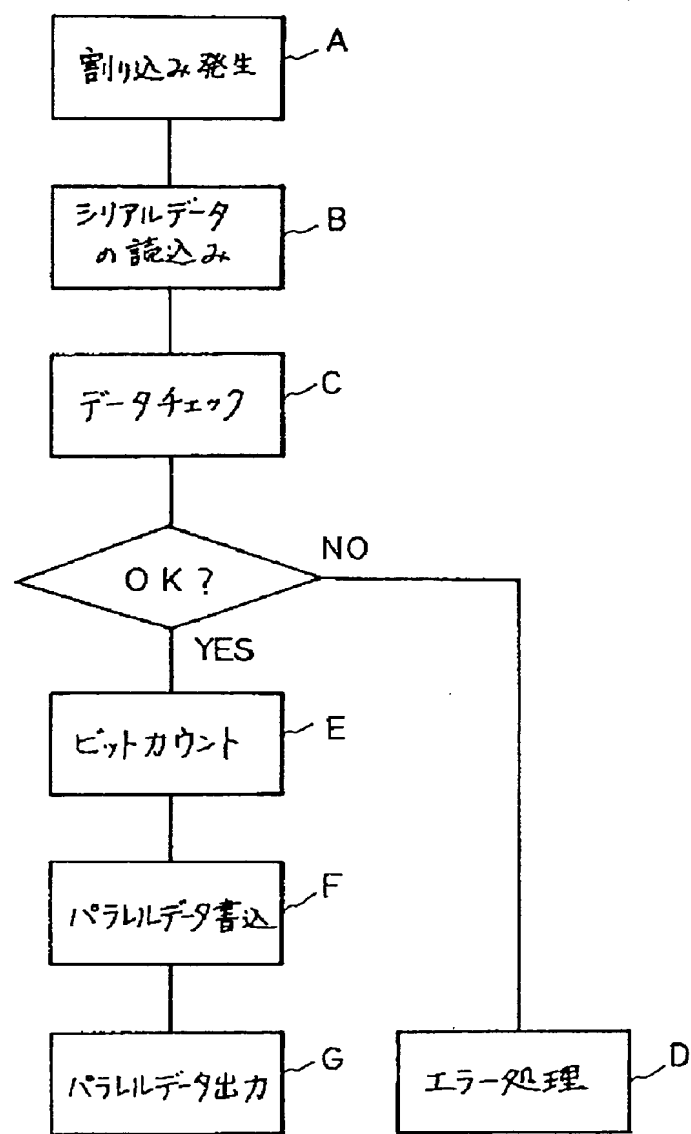 割り込み発生
A
シリアルデータ
の読込み
B
データチェック
C
OK?
NO
YES
ビットカウント
E
パラレルデータ書込
F
パラレルデータ出力
G
エラー処理
D